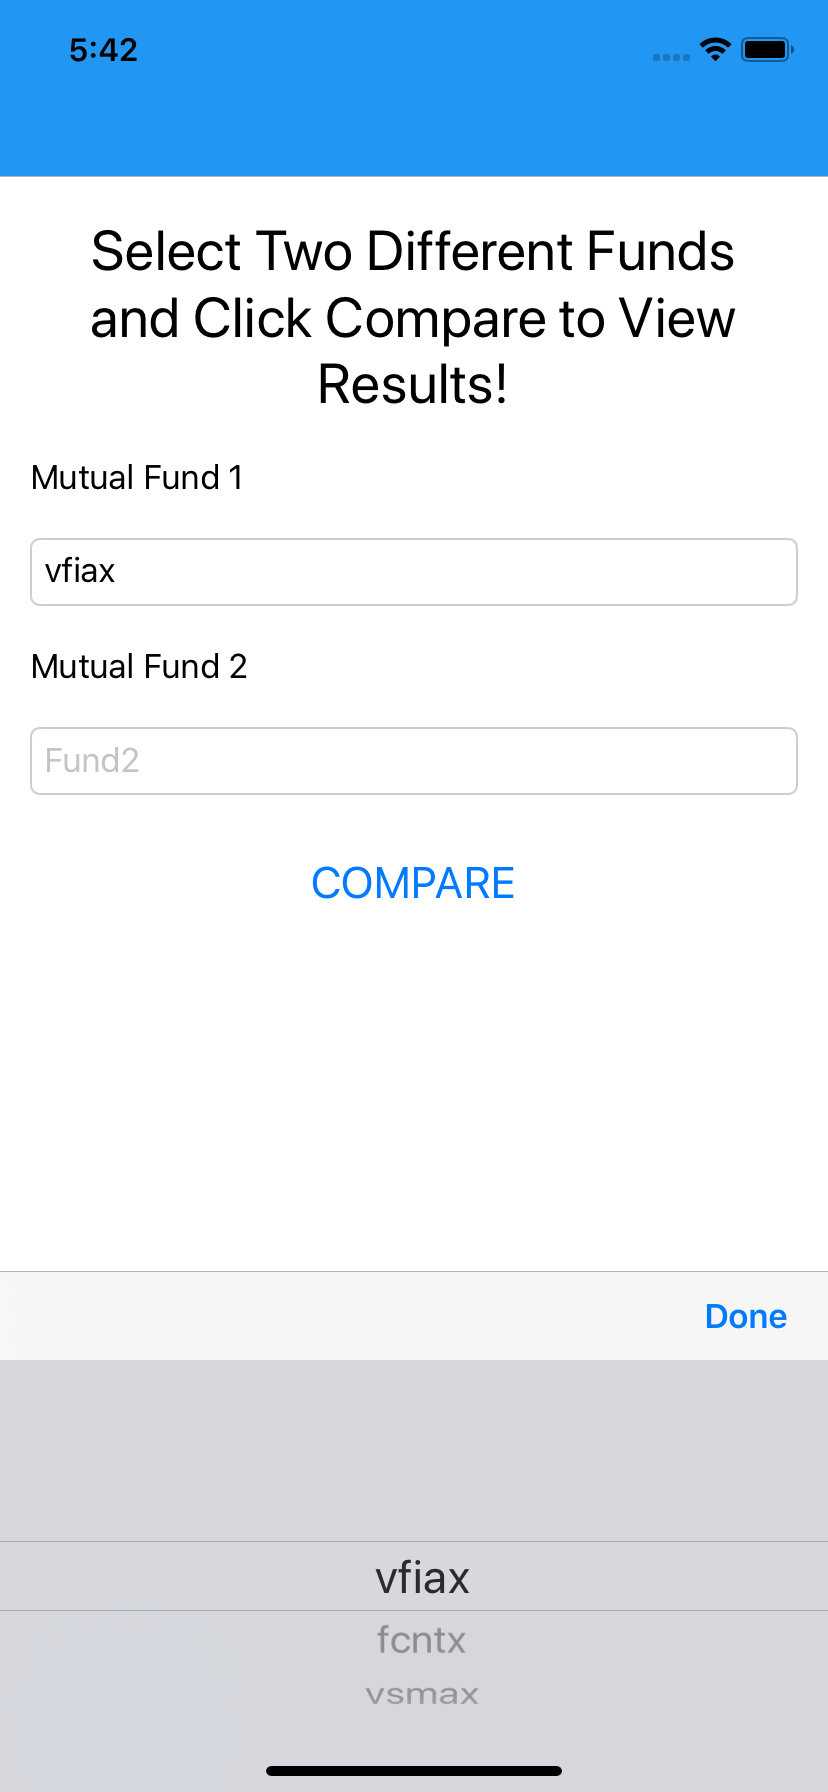 5:42
Select Two Different Funds
and Click Compare to View
Results!
Mutual Fund 1
vfiax
Mutual Fund 2
Fund2
COMPARE
Done
vfiax
fcntx
vsmax